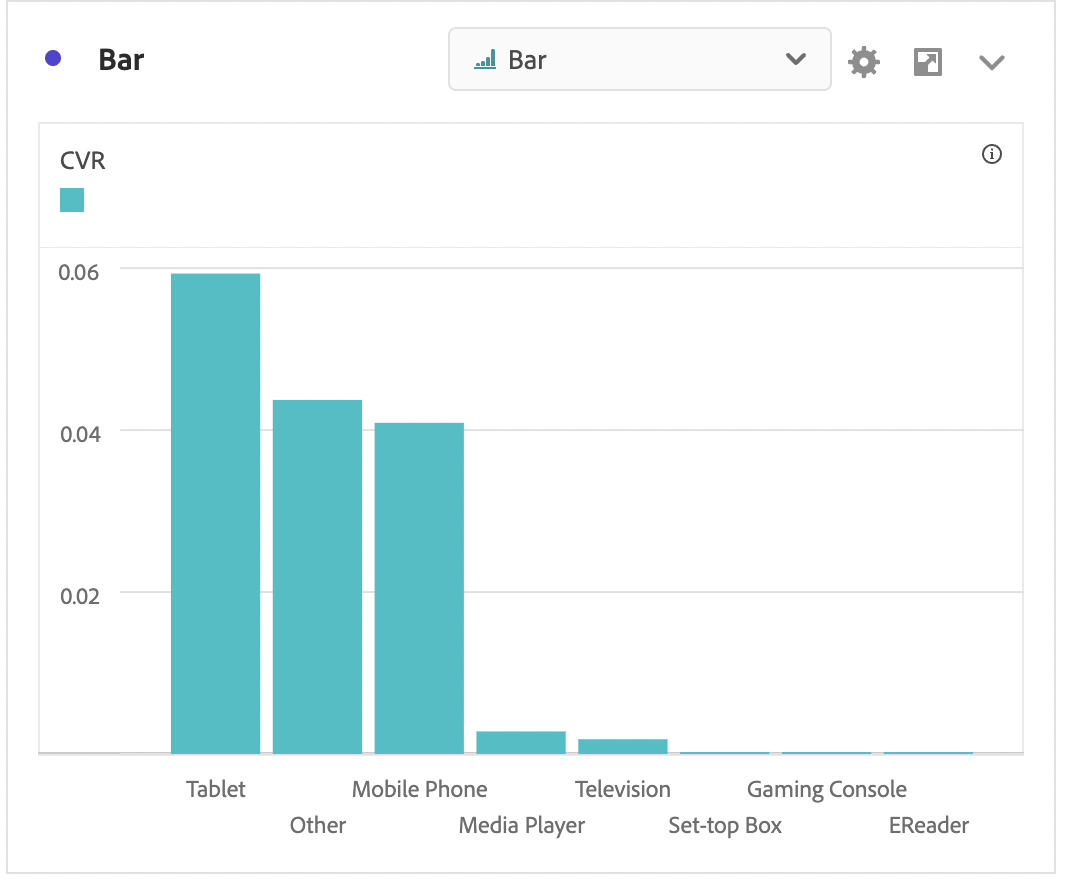 Bar
Bar
CVR
0.06
0.04
0.02
Tablet
Other
Mobile Phone
Media Player
Television
Set-top Box
Gaming Console
EReader